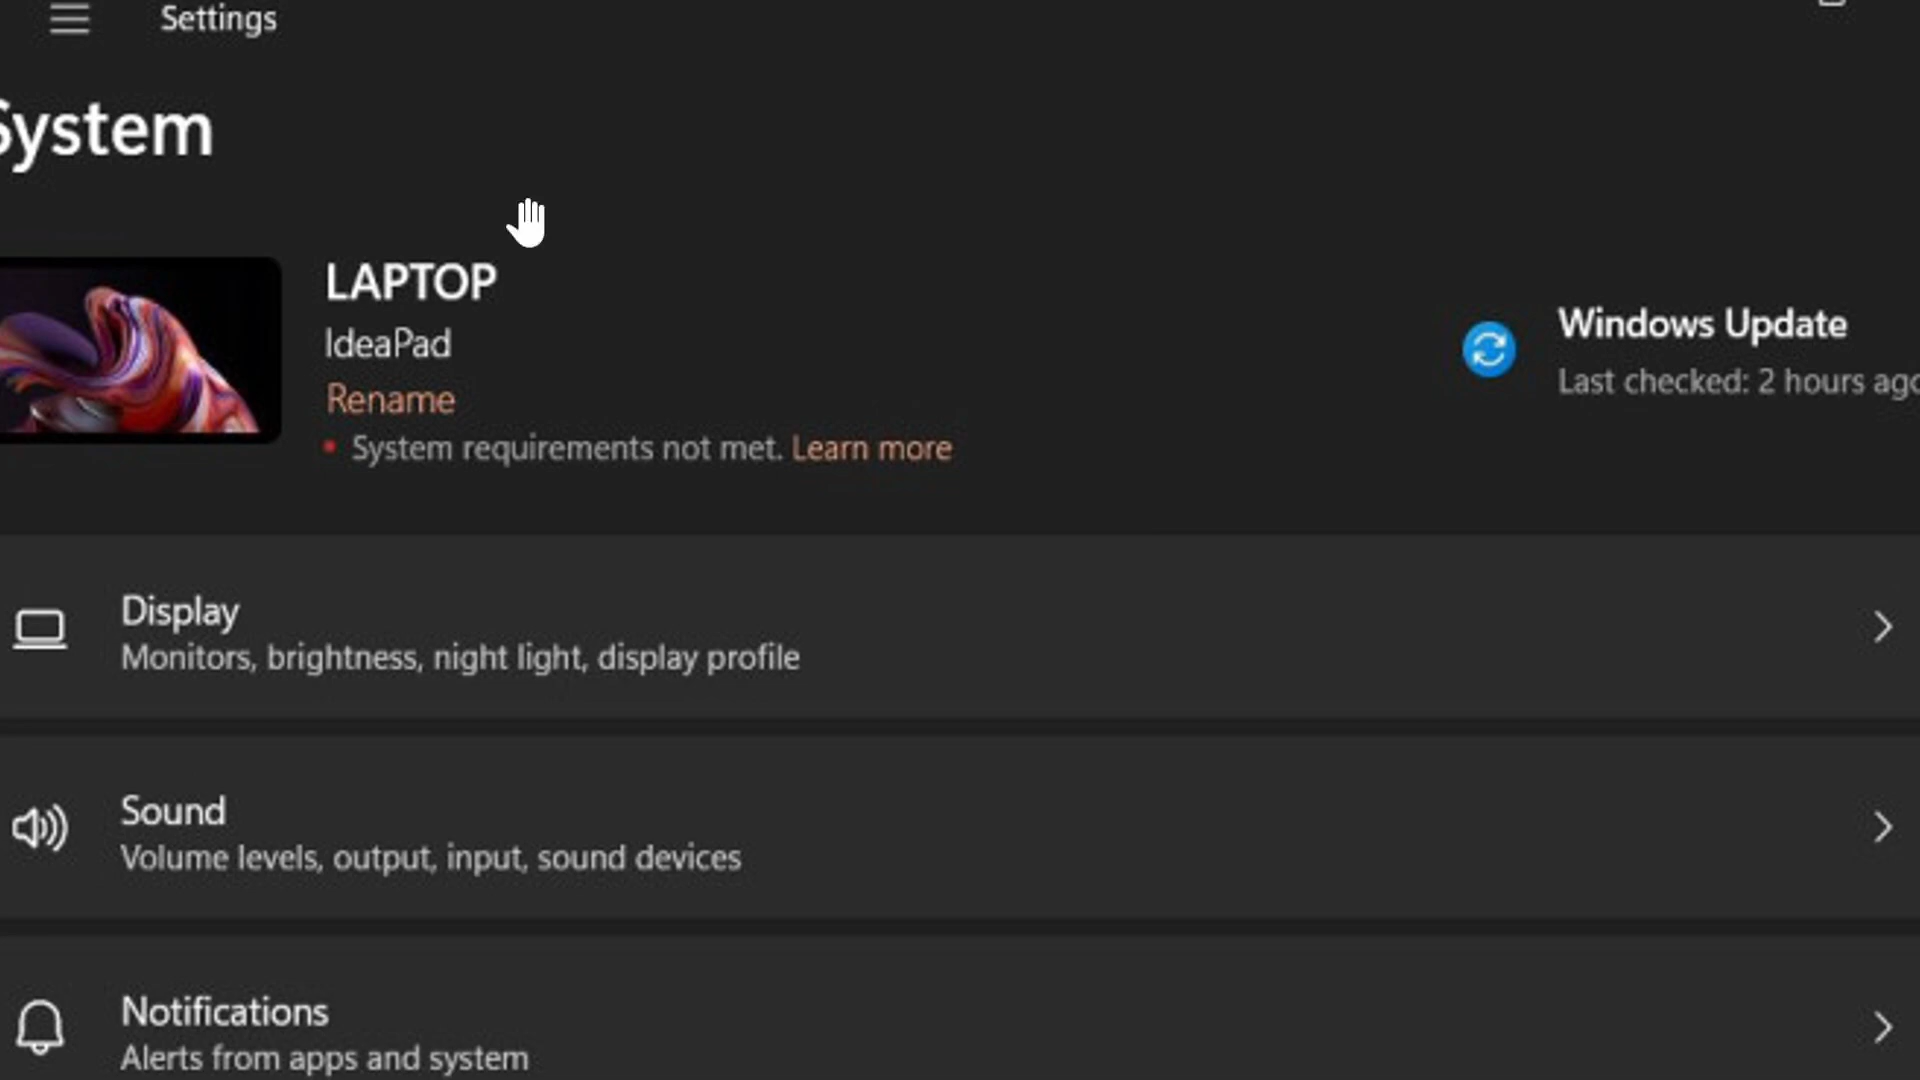 Settings
System
LAPTOP
IdeaPad
Rename
System requirements not met. Learn more
Windows Update
Last checked: 2 hours ago
Display
Monitors, brightness, night light, display profile
Sound
Volume levels, output, input, sound devices
Notifications
Alerts from apps and system